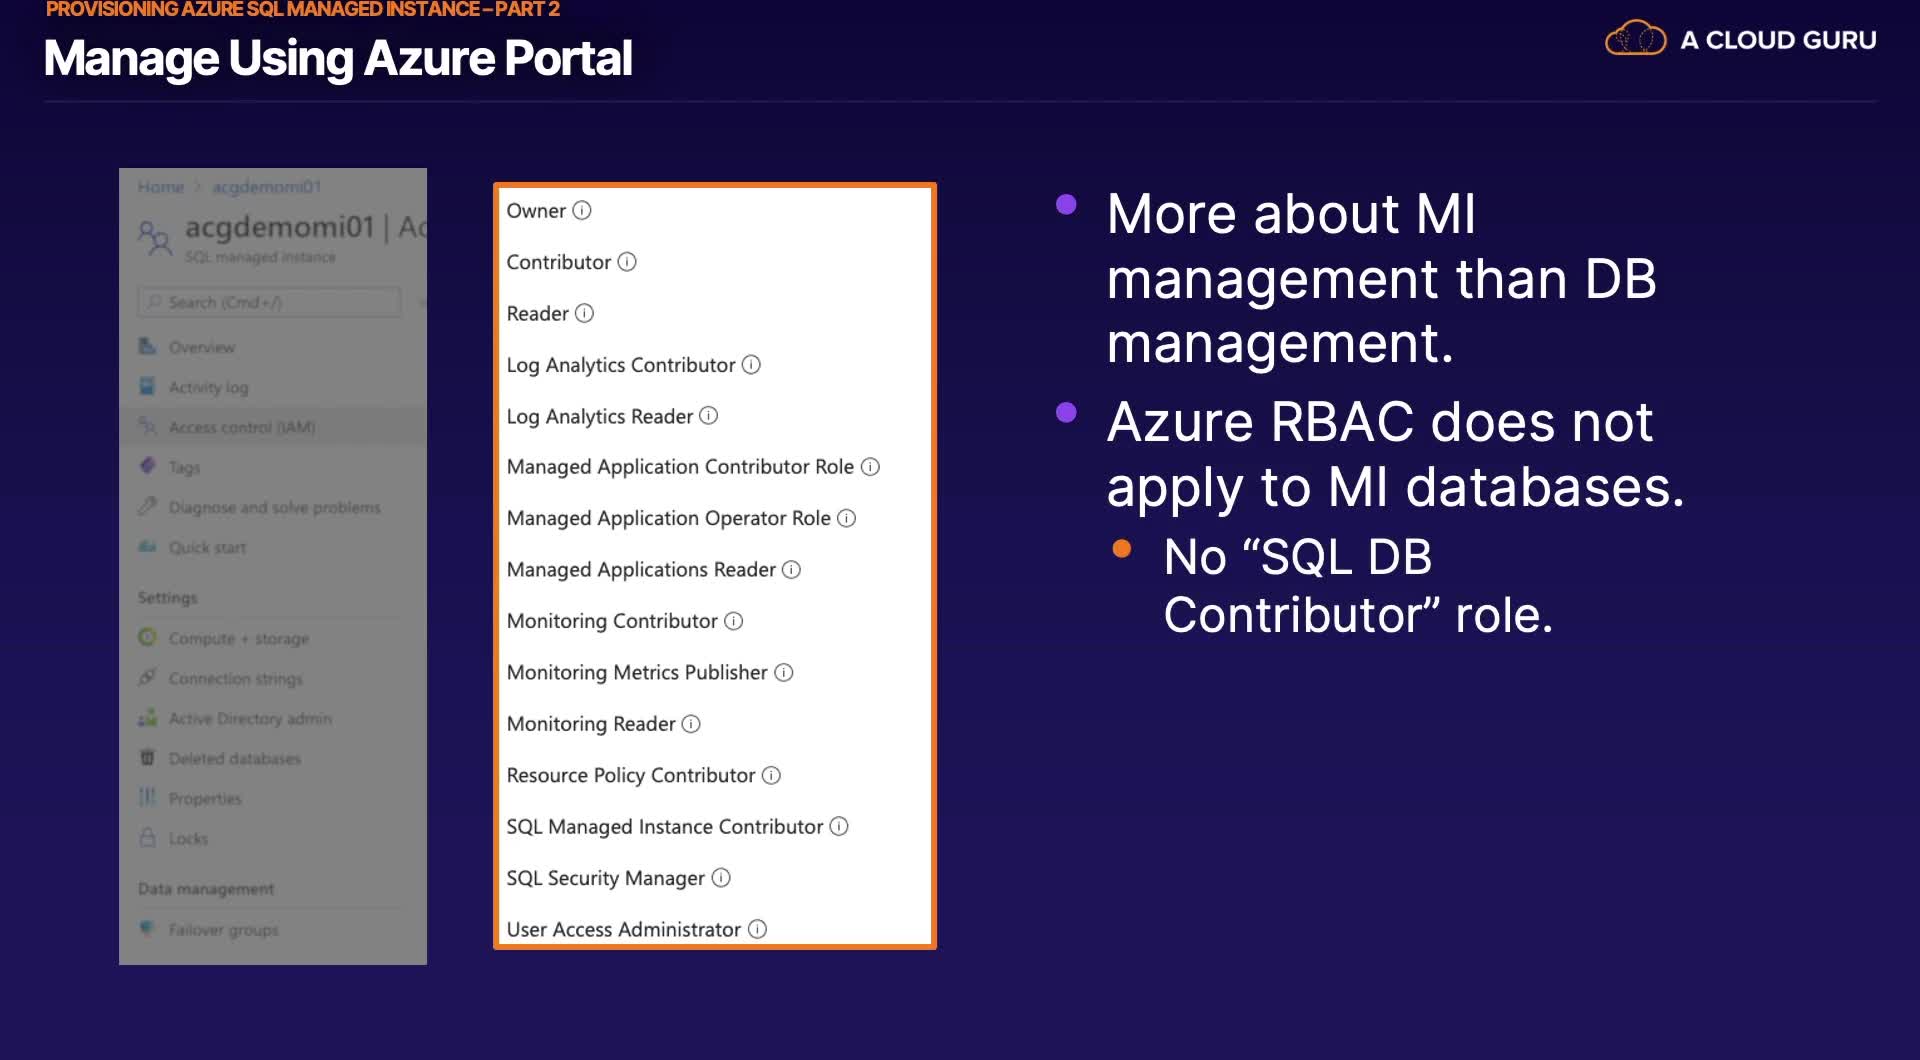 PROVISIONING AZURE SQL MANAGED INSTANCE – PART 2
Manage Using Azure Portal
A CLOUD GURU
Home > acgdemomi01
acgdemomi01 | Ac
SQL managed instance
Search (Cmd+/)
Overview
Activity log
Access control (IAM)
Tags
Diagnose and solve problems
Quick start
Settings
Compute + storage
Connection strings
Active Directory admin
Deleted databases
Properties
Locks
Data management
Failover groups
Owner
Contributor
Reader
Log Analytics Contributor
Log Analytics Reader
Managed Application Contributor Role
Managed Application Operator Role
Managed Applications Reader
Monitoring Contributor
Monitoring Metrics Publisher
Monitoring Reader
Resource Policy Contributor
SQL Managed Instance Contributor
SQL Security Manager
User Access Administrator
• More about MI
management than DB
management.
• Azure RBAC does not
apply to MI databases.
• No “SQL DB
Contributor” role.